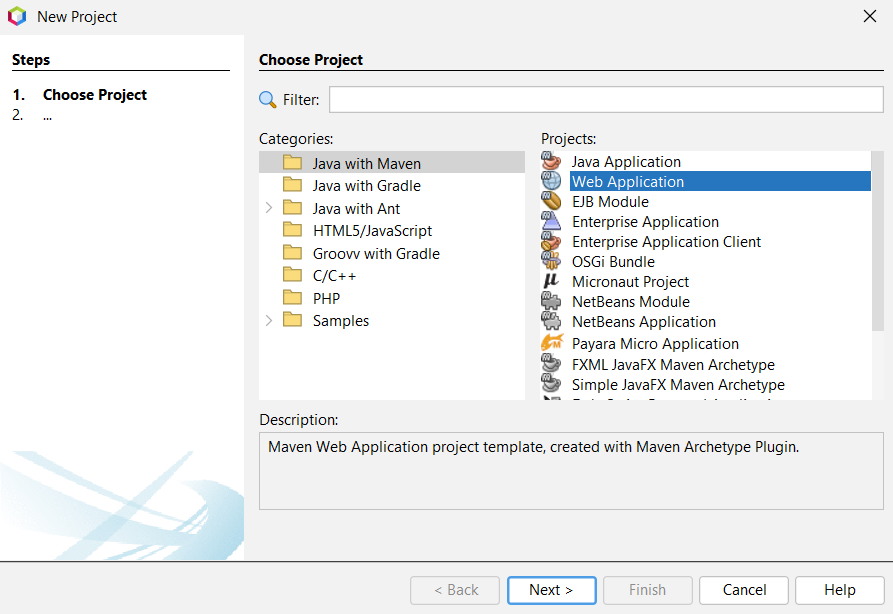 New Project
Steps
1. Choose Project
2. ...
Choose Project
Filter:
Categories:
Java with Maven
Java with Gradle
Java with Ant
HTML5/JavaScript
Groovv with Gradle
C/C++
PHP
Samples
Projects:
Java Application
Web Application
EJB Module
Enterprise Application
Enterprise Application Client
OSGi Bundle
Micronaut Project
NetBeans Module
NetBeans Application
Payara Micro Application
FXML JavaFX Maven Archetype
Simple JavaFX Maven Archetype
Description:
Maven Web Application project template, created with Maven Archetype Plugin.
< Back
Next >
Finish
Cancel
Help